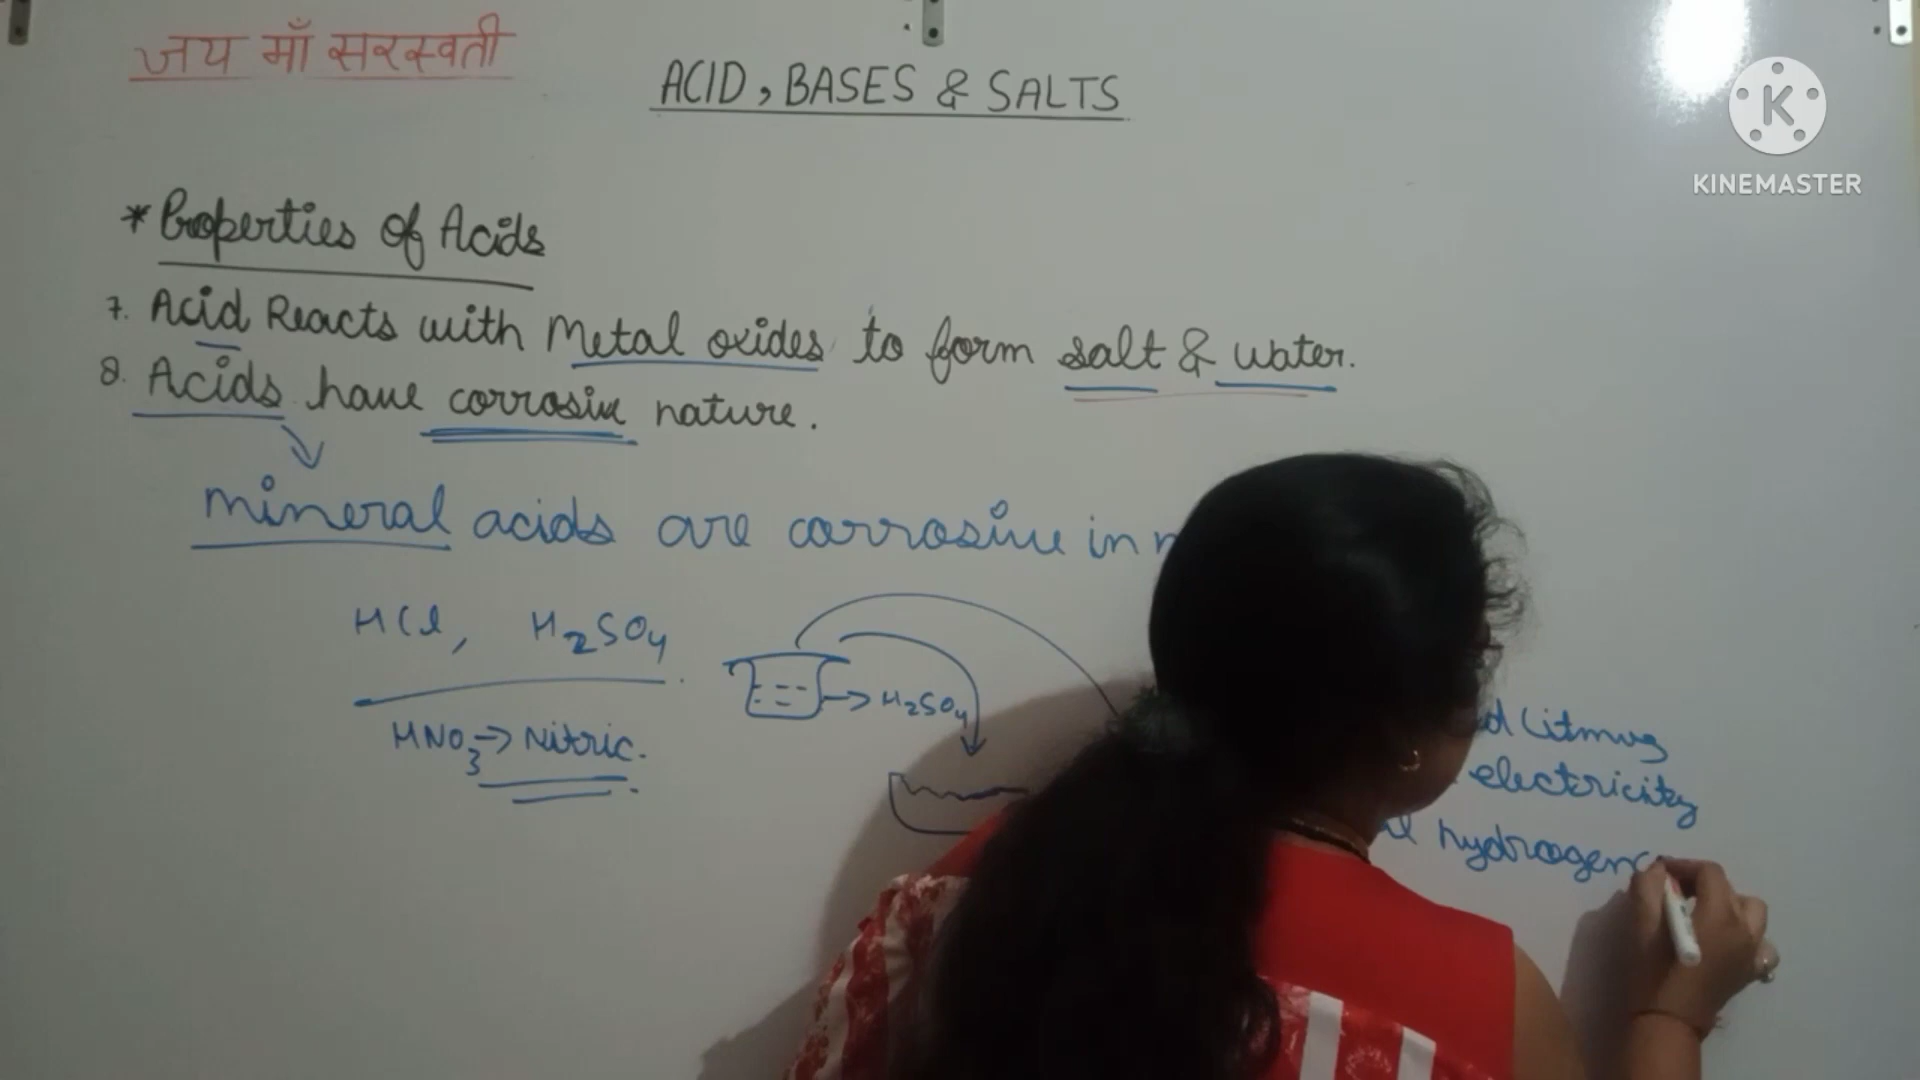 जय माँ सरस्वती
ACID, BASES & SALTS
KINEMASTER
* Properties of Acids
7. Acid Reacts with Metal oxides to form salt & water.
8. Acids have corrosive nature.
mineral acids are corrosive in
HCl, H2SO4
→ H2SO4
HNO3 → Nitric.
litmus
electricity
hydrogen